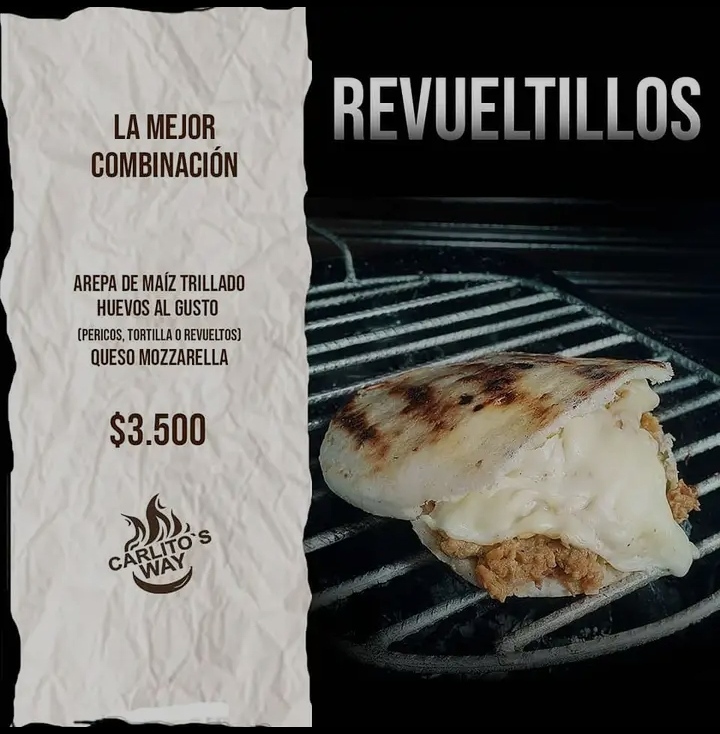 LA MEJOR
COMBINACIÓN
AREPA DE MAÍZ TRILLADO
HUEVOS AL GUSTO
(PERICOS, TORTILLA O REVUELTOS)
QUESO MOZZARELLA
$3.500
CARLITO'S
WAY
REVUELTILLOS